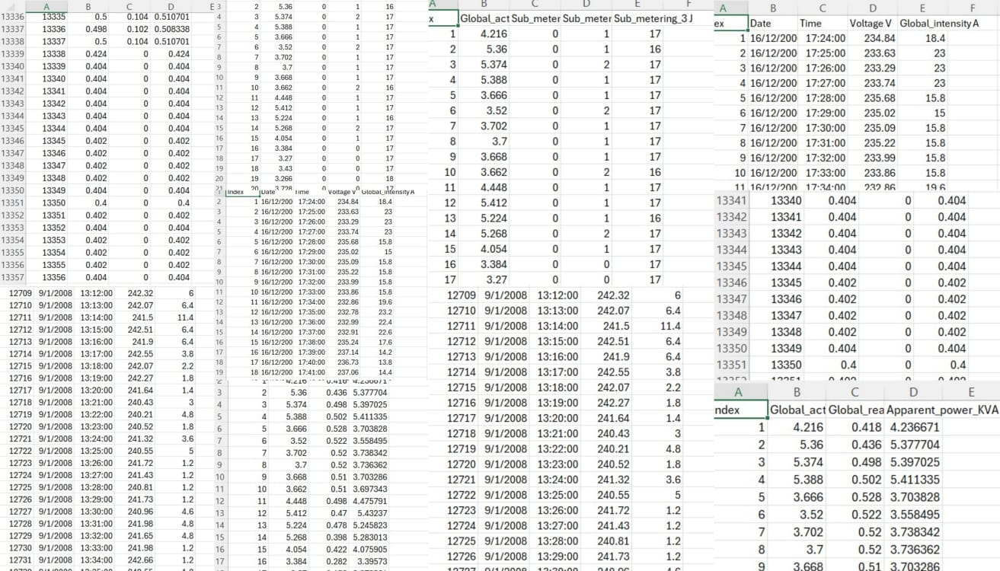 A B C D E
13336 13335 0.5 0.104 0.510701
13337 13336 0.498 0.102 0.508338
13338 13337 0.5 0.104 0.510701
13339 13338 0.424 0 0.424
13340 13339 0.404 0 0.404
13341 13340 0.404 0 0.404
13342 13341 0.404 0 0.404
13343 13342 0.404 0 0.404
13344 13343 0.404 0 0.404
13345 13344 0.404 0 0.404
13346 13345 0.402 0 0.402
13347 13346 0.402 0 0.402
13348 13347 0.402 0 0.402
13349 13348 0.402 0 0.402
13350 13349 0.404 0 0.404
13351 13350 0.4 0 0.4
13352 13351 0.402 0 0.402
13353 13352 0.404 0 0.404
13354 13353 0.402 0 0.402
13355 13354 0.402 0 0.402
13356 13355 0.402 0 0.402
13357 13356 0.404 0 0.404
12709 9/1/2008 13:12:00 242.32 6
12710 9/1/2008 13:13:00 242.07 6.4
12711 9/1/2008 13:14:00 241.5 11.4
12712 9/1/2008 13:15:00 242.51 6.4
12713 9/1/2008 13:16:00 241.9 6.4
12714 9/1/2008 13:17:00 242.55 3.8
12715 9/1/2008 13:18:00 242.07 2.2
12716 9/1/2008 13:19:00 242.27 1.8
12717 9/1/2008 13:20:00 241.64 1.4
12718 9/1/2008 13:21:00 240.43 3
12719 9/1/2008 13:22:00 240.21 4.8
12720 9/1/2008 13:23:00 240.52 1.8
12721 9/1/2008 13:24:00 241.32 3.6
12722 9/1/2008 13:25:00 240.55 5
12723 9/1/2008 13:26:00 241.72 1.2
12724 9/1/2008 13:27:00 241.43 1.2
12725 9/1/2008 13:28:00 240.81 1.2
12726 9/1/2008 13:29:00 241.73 1.2
12727 9/1/2008 13:30:00 240.96 4.6
12728 9/1/2008 13:31:00 241.98 4.8
12729 9/1/2008 13:32:00 241.65 4.8
12730 9/1/2008 13:33:00 241.98 1.2
12731 9/1/2008 13:34:00 242.66 1.2
3 2 5.36 0 1 16
4 3 5.374 0 2 17
5 4 5.388 0 1 17
6 5 3.666 0 1 17
7 6 3.52 0 2 17
8 7 3.702 0 1 17
9 8 3.7 0 1 17
10 9 3.668 0 1 17
11 10 3.662 0 2 16
12 11 4.448 0 1 17
13 12 5.412 0 1 17
14 13 5.224 0 1 16
15 14 5.268 0 2 17
16 15 4.054 0 1 17
17 16 3.384 0 0 17
18 17 3.27 0 0 17
19 18 3.43 0 0 17
20 19 3.266 0 0 18
21 20 3.728 0 0 17
1 Index Date Time Voltage V Global_intensity A
2 1 16/12/200 17:24:00 234.84 18.4
3 2 16/12/200 17:25:00 233.63 23
4 3 16/12/200 17:26:00 233.29 23
5 4 16/12/200 17:27:00 233.74 23
6 5 16/12/200 17:28:00 235.68 15.8
7 6 16/12/200 17:29:00 235.02 15
8 7 16/12/200 17:30:00 235.09 15.8
9 8 16/12/200 17:31:00 235.22 15.8
10 9 16/12/200 17:32:00 233.99 15.8
11 10 16/12/200 17:33:00 233.86 15.8
12 11 16/12/200 17:34:00 232.86 19.6
13 12 16/12/200 17:35:00 232.78 23.2
14 13 16/12/200 17:36:00 232.99 22.4
15 14 16/12/200 17:37:00 232.91 22.6
16 15 16/12/200 17:38:00 235.24 17.6
17 16 16/12/200 17:39:00 237.14 14.2
18 17 16/12/200 17:40:00 236.73 13.8
19 18 16/12/200 17:41:00 237.06 14.4
3 2 5.36 0.436 5.377704
4 3 5.374 0.498 5.397025
5 4 5.388 0.502 5.411335
6 5 3.666 0.528 3.703828
7 6 3.52 0.522 3.558495
8 7 3.702 0.52 3.738342
9 8 3.7 0.52 3.736362
10 9 3.668 0.51 3.703286
11 10 3.662 0.51 3.697343
12 11 4.448 0.498 4.475791
13 12 5.412 0.47 5.43237
14 13 5.224 0.478 5.245823
15 14 5.268 0.398 5.283013
16 15 4.054 0.422 4.075905
17 16 3.384 0.282 3.39573
A B C D E F
x Global_act Sub_meter Sub_meter Sub_metering_3 J
1 4.216 0 1 17
2 5.36 0 1 16
3 5.374 0 2 17
4 5.388 0 1 17
5 3.666 0 1 17
6 3.52 0 2 17
7 3.702 0 1 17
8 3.7 0 1 17
9 3.668 0 1 17
10 3.662 0 2 16
11 4.448 0 1 17
12 5.412 0 1 17
13 5.224 0 1 16
14 5.268 0 2 17
15 4.054 0 1 17
16 3.384 0 0 17
17 3.27 0 0 17
12709 9/1/2008 13:12:00 242.32 6
12710 9/1/2008 13:13:00 242.07 6.4
12711 9/1/2008 13:14:00 241.5 11.4
12712 9/1/2008 13:15:00 242.51 6.4
12713 9/1/2008 13:16:00 241.9 6.4
12714 9/1/2008 13:17:00 242.55 3.8
12715 9/1/2008 13:18:00 242.07 2.2
12716 9/1/2008 13:19:00 242.27 1.8
12717 9/1/2008 13:20:00 241.64 1.4
12718 9/1/2008 13:21:00 240.43 3
12719 9/1/2008 13:22:00 240.21 4.8
12720 9/1/2008 13:23:00 240.52 1.8
12721 9/1/2008 13:24:00 241.32 3.6
12722 9/1/2008 13:25:00 240.55 5
12723 9/1/2008 13:26:00 241.72 1.2
12724 9/1/2008 13:27:00 241.43 1.2
12725 9/1/2008 13:28:00 240.81 1.2
12726 9/1/2008 13:29:00 241.73 1.2
A B C D E F
ex Date Time Voltage V Global_intensity A
1 16/12/200 17:24:00 234.84 18.4
2 16/12/200 17:25:00 233.63 23
3 16/12/200 17:26:00 233.29 23
4 16/12/200 17:27:00 233.74 23
5 16/12/200 17:28:00 235.68 15.8
6 16/12/200 17:29:00 235.02 15
7 16/12/200 17:30:00 235.09 15.8
8 16/12/200 17:31:00 235.22 15.8
9 16/12/200 17:32:00 233.99 15.8
10 16/12/200 17:33:00 233.86 15.8
11 16/12/200 17:34:00 232.86 19.6
13341 13340 0.404 0 0.404
13342 13341 0.404 0 0.404
13343 13342 0.404 0 0.404
13344 13343 0.404 0 0.404
13345 13344 0.404 0 0.404
13346 13345 0.402 0 0.402
13347 13346 0.402 0 0.402
13348 13347 0.402 0 0.402
13349 13348 0.402 0 0.402
13350 13349 0.404 0 0.404
13351 13350 0.4 0 0.4
A B C D E
ndex Global_act Global_rea Apparent_power_KVA
1 4.216 0.418 4.236671
2 5.36 0.436 5.377704
3 5.374 0.498 5.397025
4 5.388 0.502 5.411335
5 3.666 0.528 3.703828
6 3.52 0.522 3.558495
7 3.702 0.52 3.738342
8 3.7 0.52 3.736362
9 3.668 0.51 3.703286